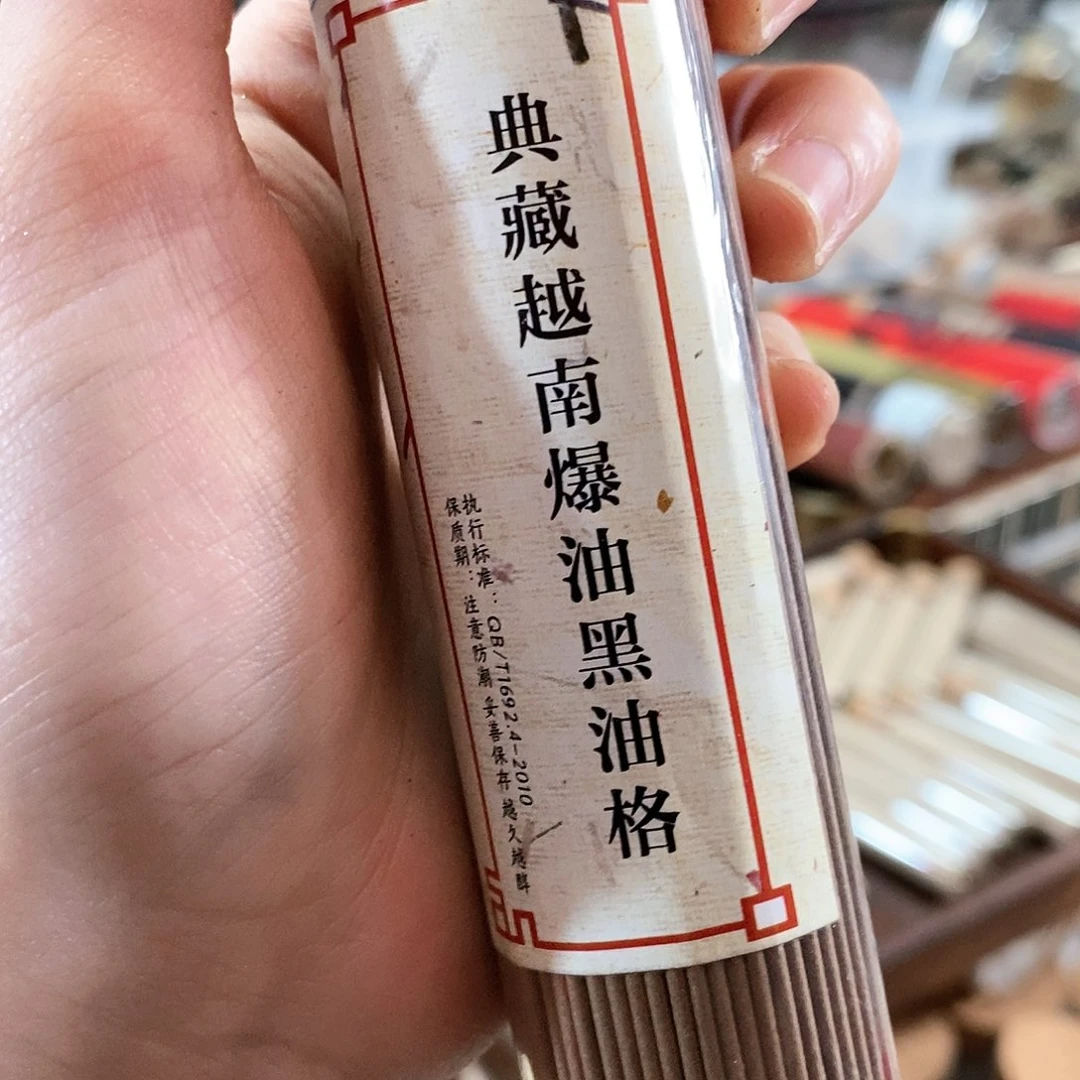 典藏越南爆油黑油格
执行标准：QB/T1692.4-2010
保质期：注意防潮 妥善保存 越久越醇